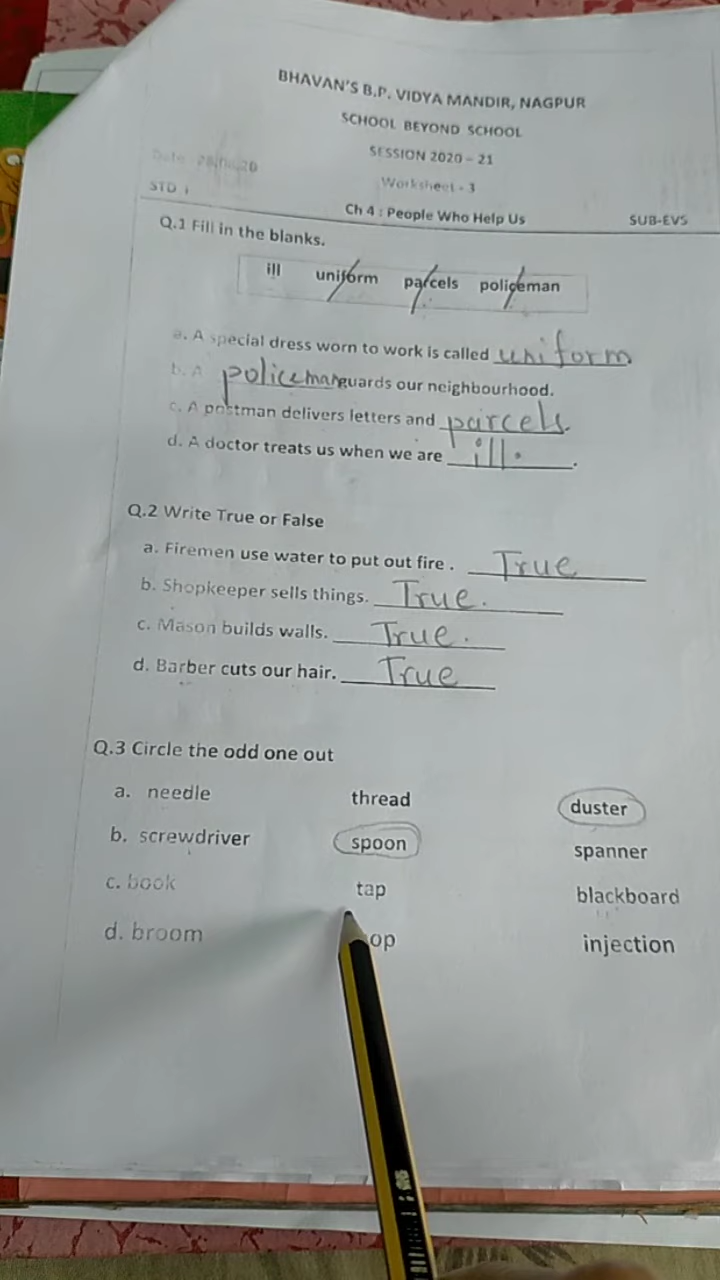 BHAVAN'S B.P. VIDYA MANDIR, NAGPUR
SCHOOL BEYOND SCHOOL
SESSION 2020 - 21
Worksheet - 3
STD I
Ch 4 : People Who Help Us
SUB-EVS
Q.1 Fill in the blanks.
ill uniform parcels policeman
a. A special dress worn to work is called uniform.
b. A policeman guards our neighbourhood.
c. A postman delivers letters and parcels.
d. A doctor treats us when we are ill.
Q.2 Write True or False
a. Firemen use water to put out fire . True
b. Shopkeeper sells things. True.
c. Mason builds walls. True.
d. Barber cuts our hair. True
Q.3 Circle the odd one out
a. needle thread duster
b. screwdriver spoon spanner
c. book tap blackboard
d. broom op injection